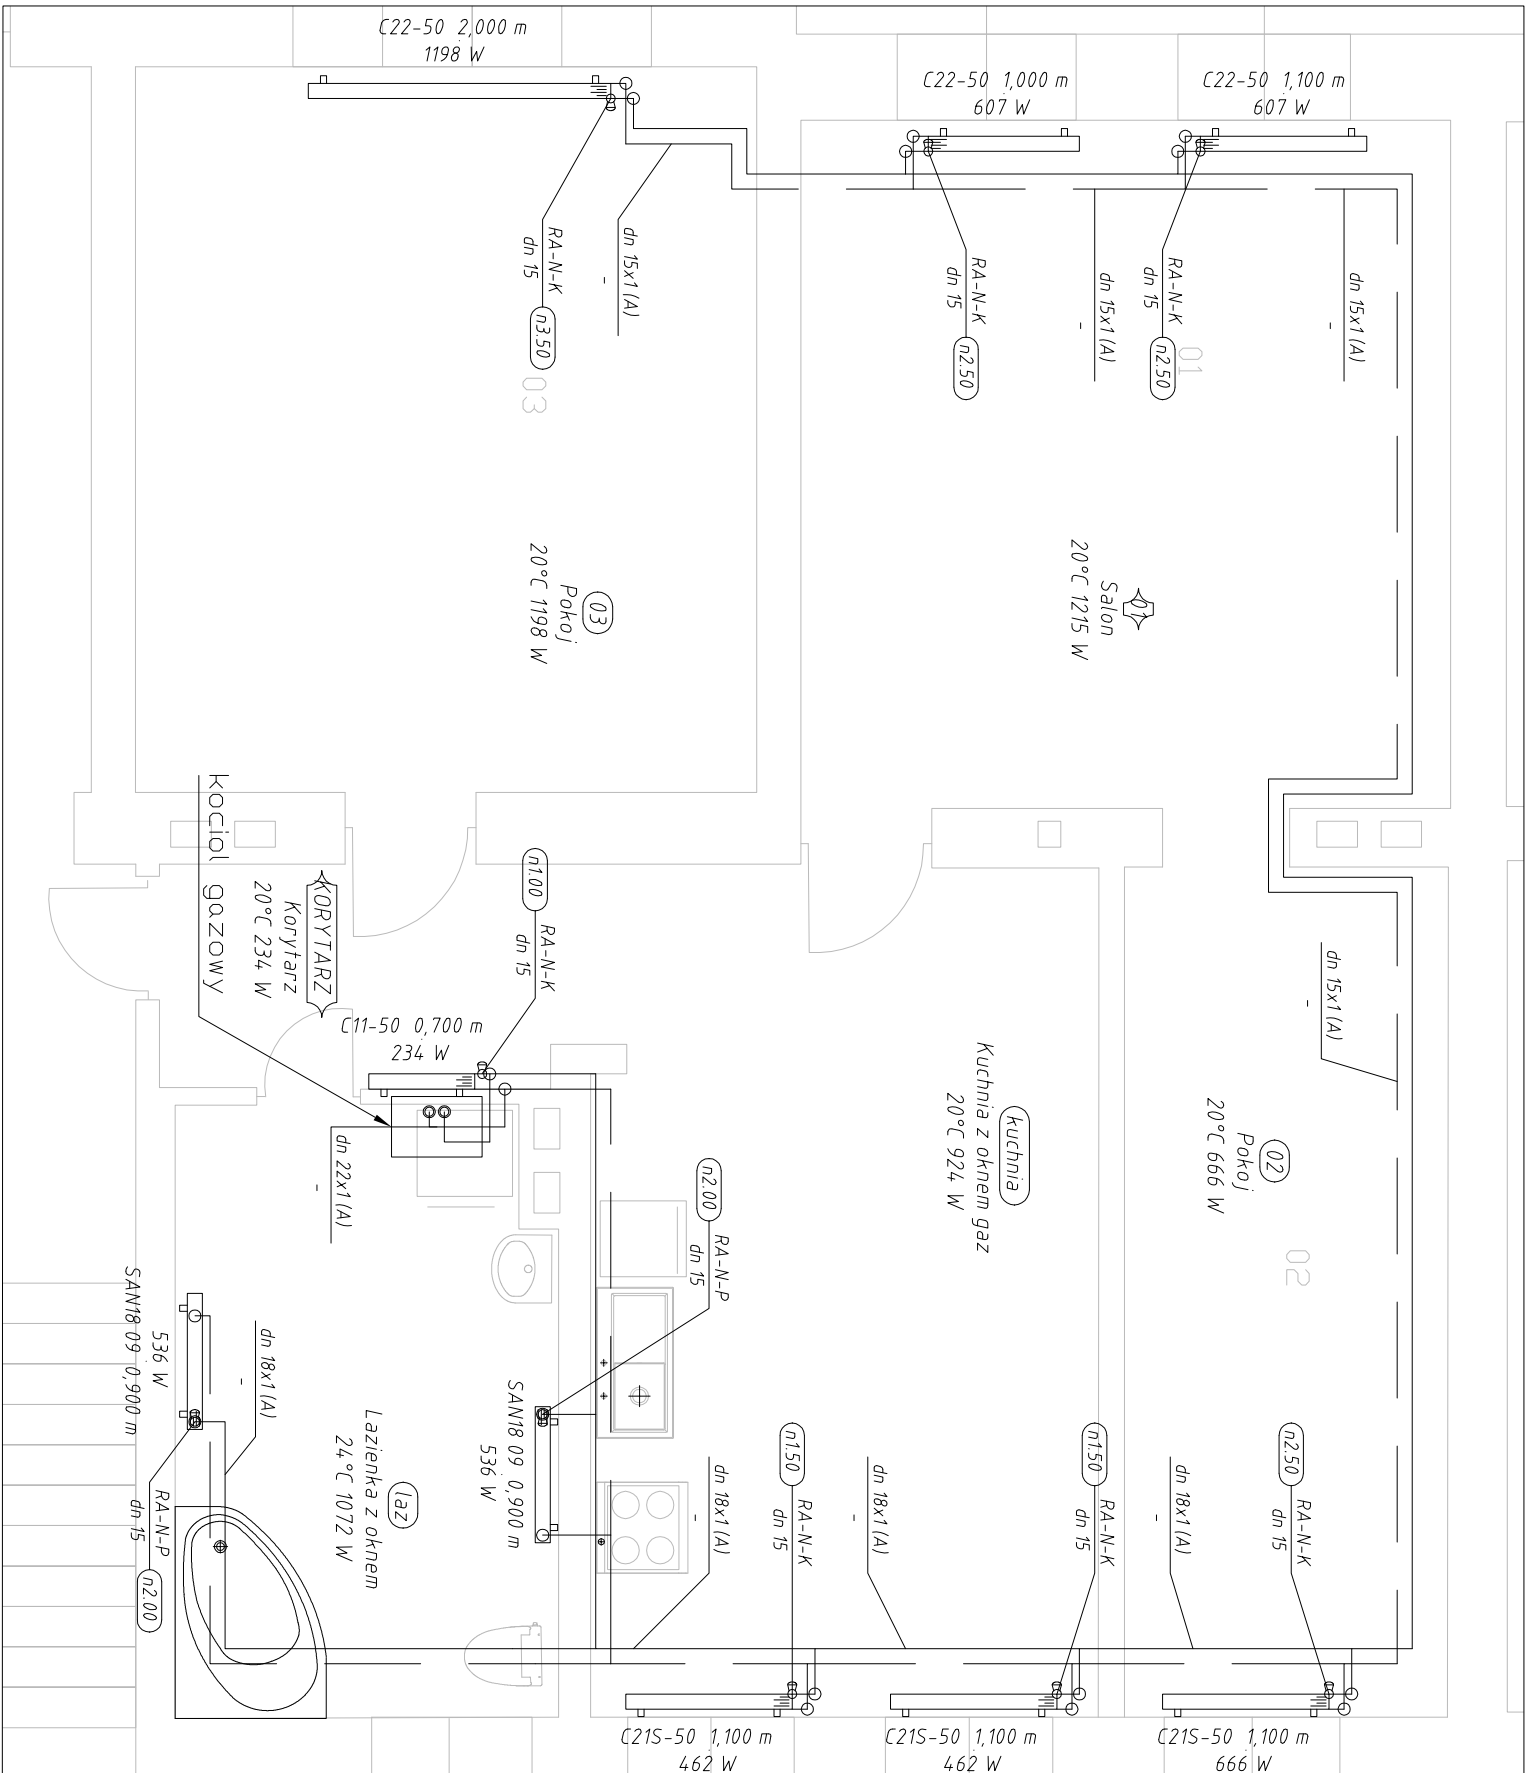 C22-50 2,000 m
1198 W
C22-50 1,000 m
607 W
C22-50 1,100 m
607 W
RA-N-K
dn 15
n3.50
dn 15x1 (A)
-
RA-N-K
dn 15
n2.50
dn 15x1 (A)
-
RA-N-K
dn 15
n2.50
dn 15x1 (A)
-
03
01
03
Pokoj
20°C 1198 W
01
Salon
20°C 1215 W
kociol gazowy
KORYTARZ
Korytarz
20°C 234 W
n1.00
RA-N-K
dn 15
C11-50 0,700 m
234 W
dn 22x1 (A)
-
dn 15x1 (A)
-
kuchnia
Kuchnia z oknem gaz
20°C 924 W
02
Pokoj
20°C 666 W
02
n2.00
RA-N-P
dn 15
SAN18 09 0,900 m
536 W
dn 18x1 (A)
-
RA-N-P
dn 15
n2.00
laz
Lazienka z oknem
24°C 1072 W
SAN18 09 0,900 m
536 W
dn 18x1 (A)
-
n1.50
RA-N-K
dn 15
dn 18x1 (A)
-
n1.50
RA-N-K
dn 15
dn 18x1 (A)
-
n2.50
RA-N-K
dn 15
C21S-50 1,100 m
462 W
C21S-50 1,100 m
462 W
C21S-50 1,100 m
666 W